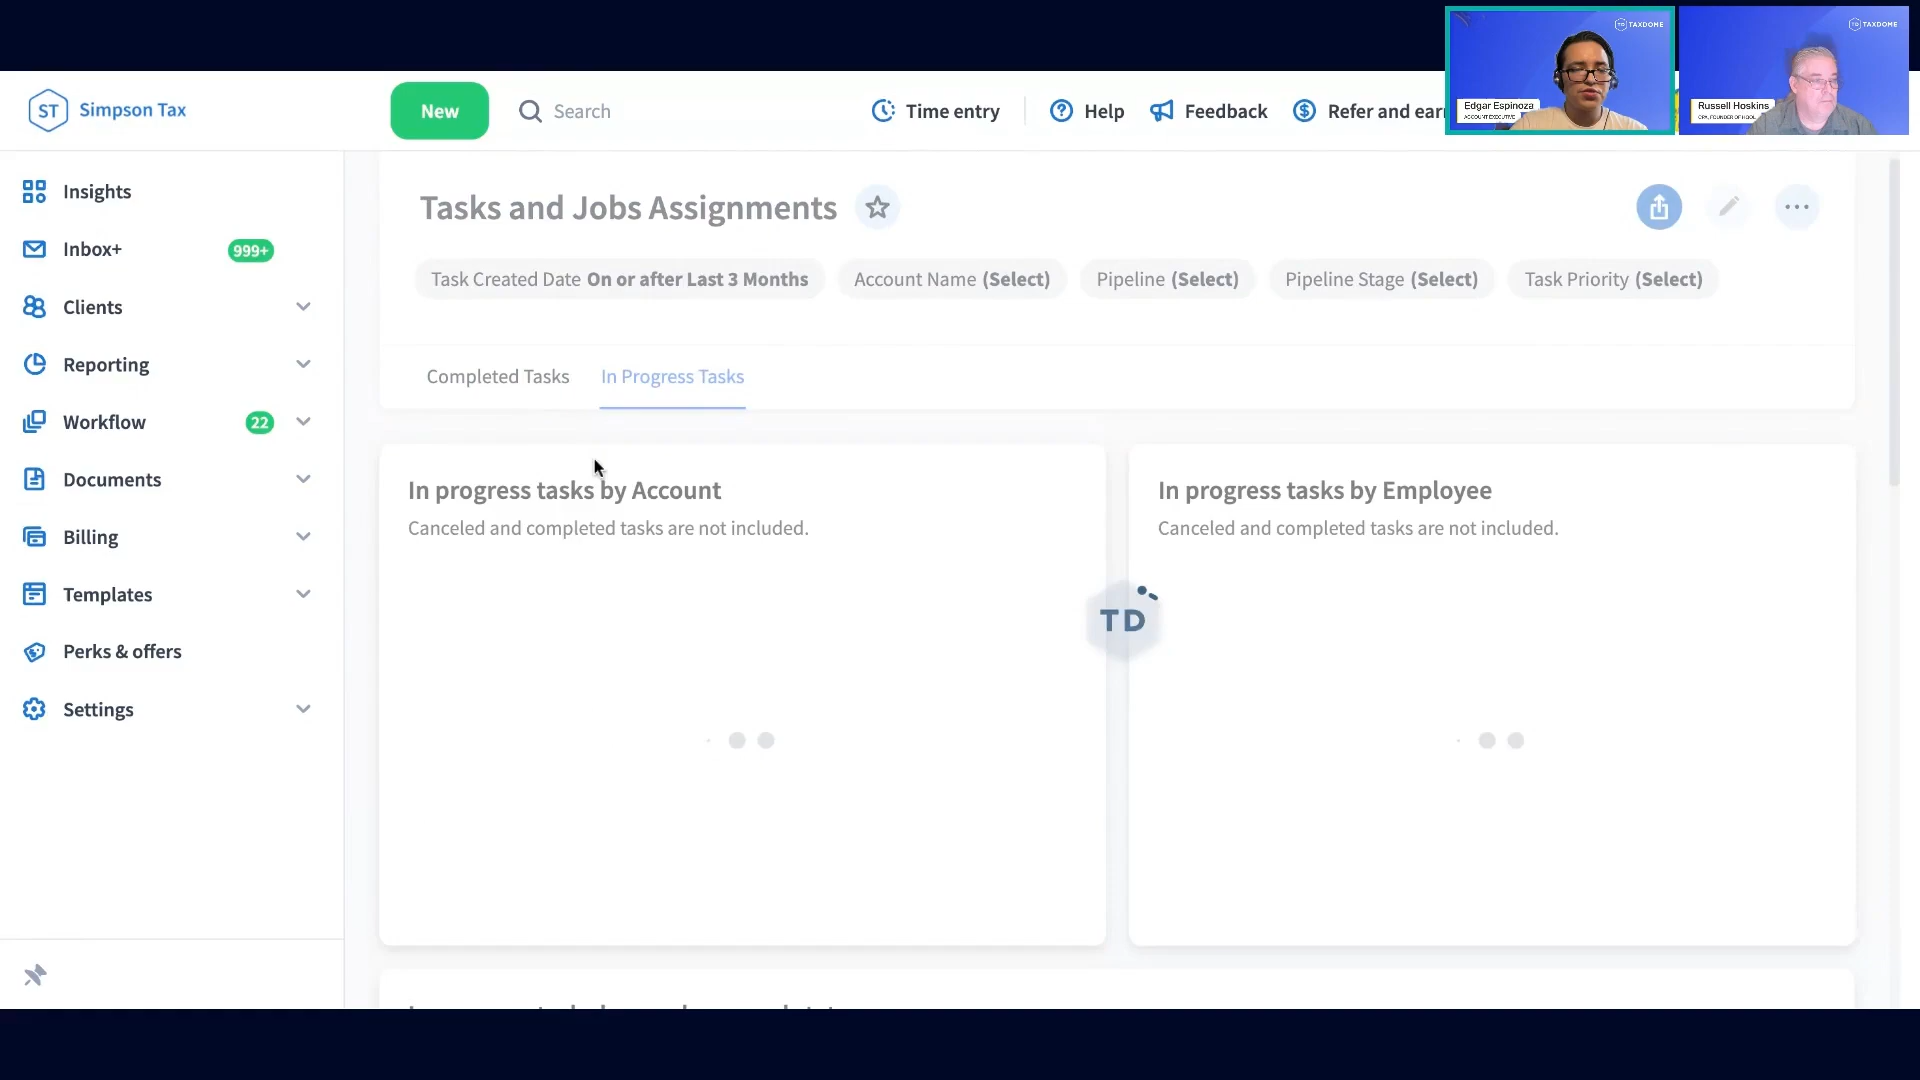 TAXDOME
TAXDOME
Edgar Espinoza
ACCOUNT EXECUTIVE
Russell Hoskins
ST Simpson Tax
New
Search
Time entry
Help
Feedback
Refer and earn
Insights
Inbox+ 999+
Clients
Reporting
Workflow 22
Documents
Billing
Templates
Perks & offers
Settings
Tasks and Jobs Assignments
Task Created Date On or after Last 3 Months
Account Name (Select)
Pipeline (Select)
Pipeline Stage (Select)
Task Priority (Select)
Completed Tasks
In Progress Tasks
In progress tasks by Account
Canceled and completed tasks are not included.
In progress tasks by Employee
Canceled and completed tasks are not included.
TD